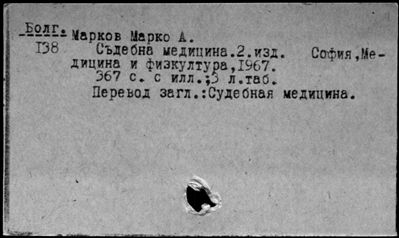 Болг. Марков Марко А.
I38 Съдебна медицина.2.изд. София,Ме-
дицина и физкултура,1967.
367 с. с илл.;3 л.таб.
Перевод загл.:Судебная медицина.